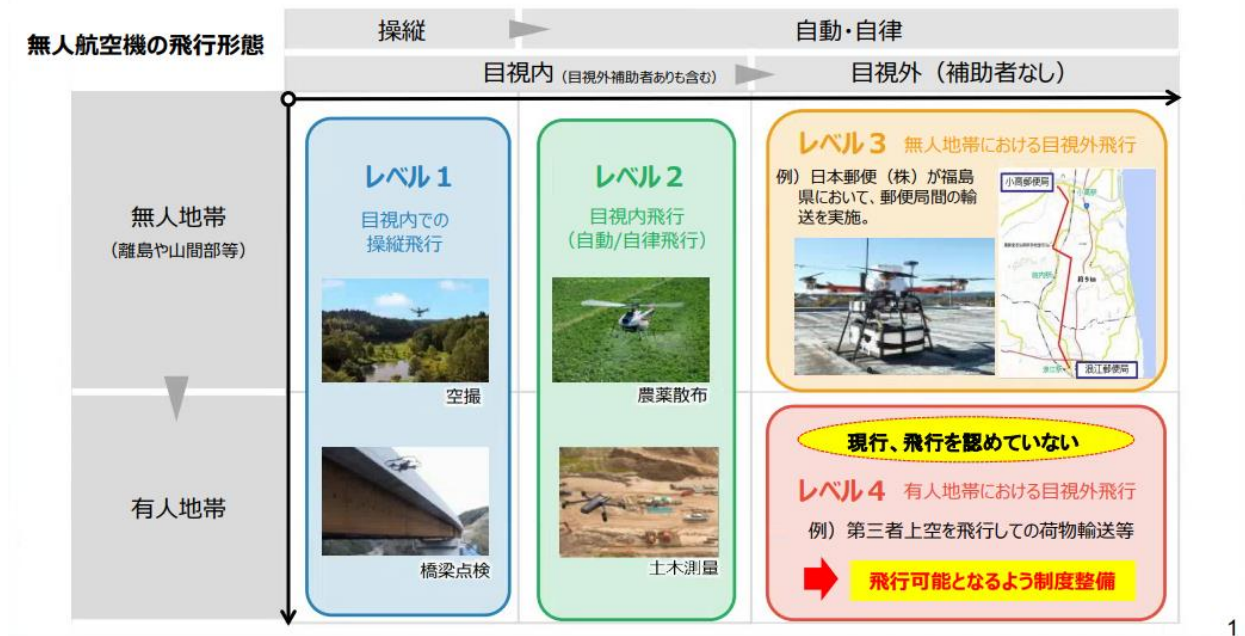 無人航空機の飛行形態
操縦
自動・自律
目視内（目視外補助者ありも含む）
目視外（補助者なし）
無人地帯
（離島や山間部等）
有人地帯
レベル１
目視内での
操縦飛行
空撮
橋梁点検
レベル２
目視内飛行
（自動/自律飛行）
農薬散布
土木測量
レベル３ 無人地帯における目視外飛行
例）日本郵便（株）が福島
県において、郵便局間の輸
送を実施。
小高郵便局
小高駅
約９km
浪江駅
浪江郵便局
現行、飛行を認めていない
レベル４ 有人地帯における目視外飛行
例）第三者上空を飛行しての荷物輸送等
飛行可能となるよう制度整備
1